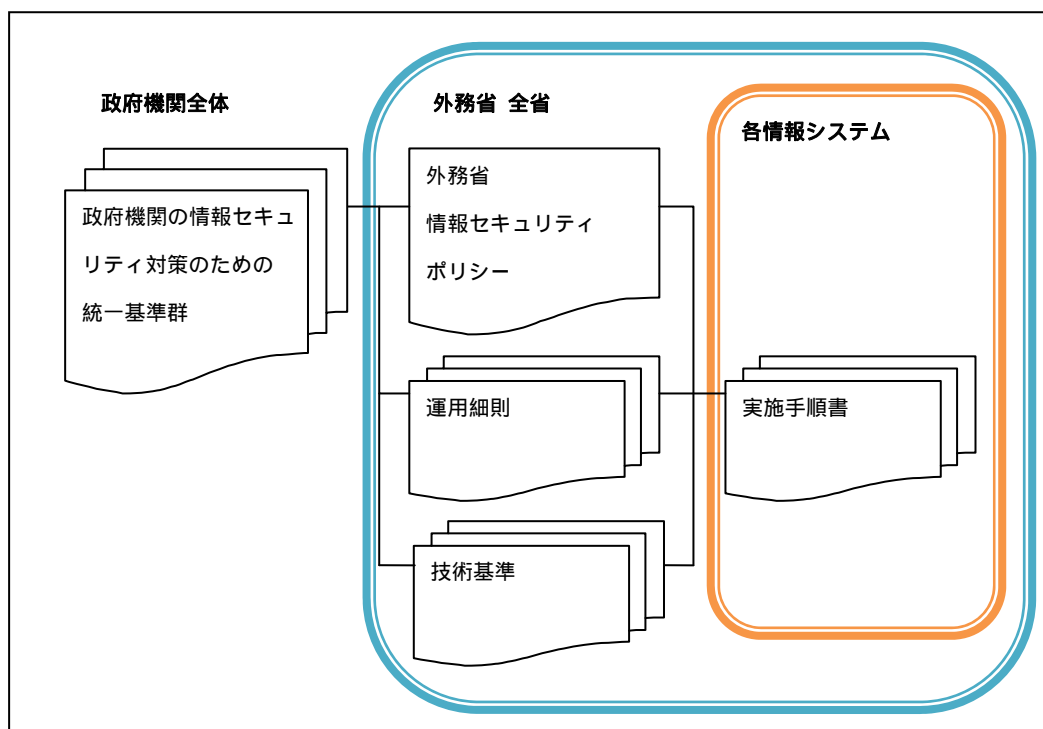 政府機関全体
政府機関の情報セキュ
リティ対策のための
統一基準群
外務省 全省
外務省
情報セキュリティ
ポリシー
運用細則
技術基準
各情報システム
実施手順書